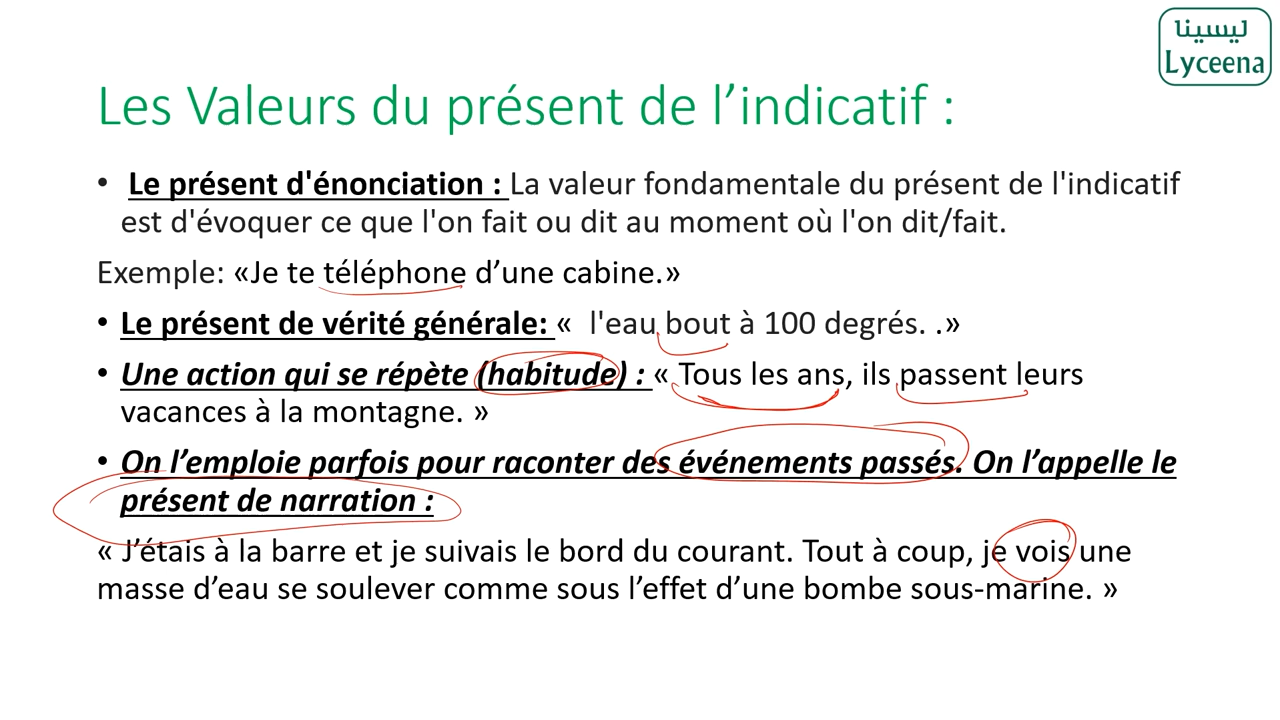 ليسينا
Lyceena
Les Valeurs du présent de l’indicatif :
• Le présent d'énonciation : La valeur fondamentale du présent de l'indicatif
est d'évoquer ce que l'on fait ou dit au moment où l'on dit/fait.
Exemple: «Je te téléphone d’une cabine.»
• Le présent de vérité générale: « l'eau bout à 100 degrés. .»
• Une action qui se répète (habitude) : « Tous les ans, ils passent leurs
vacances à la montagne. »
• On l’emploie parfois pour raconter des événements passés. On l’appelle le
présent de narration :
« J’étais à la barre et je suivais le bord du courant. Tout à coup, je vois une
masse d’eau se soulever comme sous l’effet d’une bombe sous-marine. »